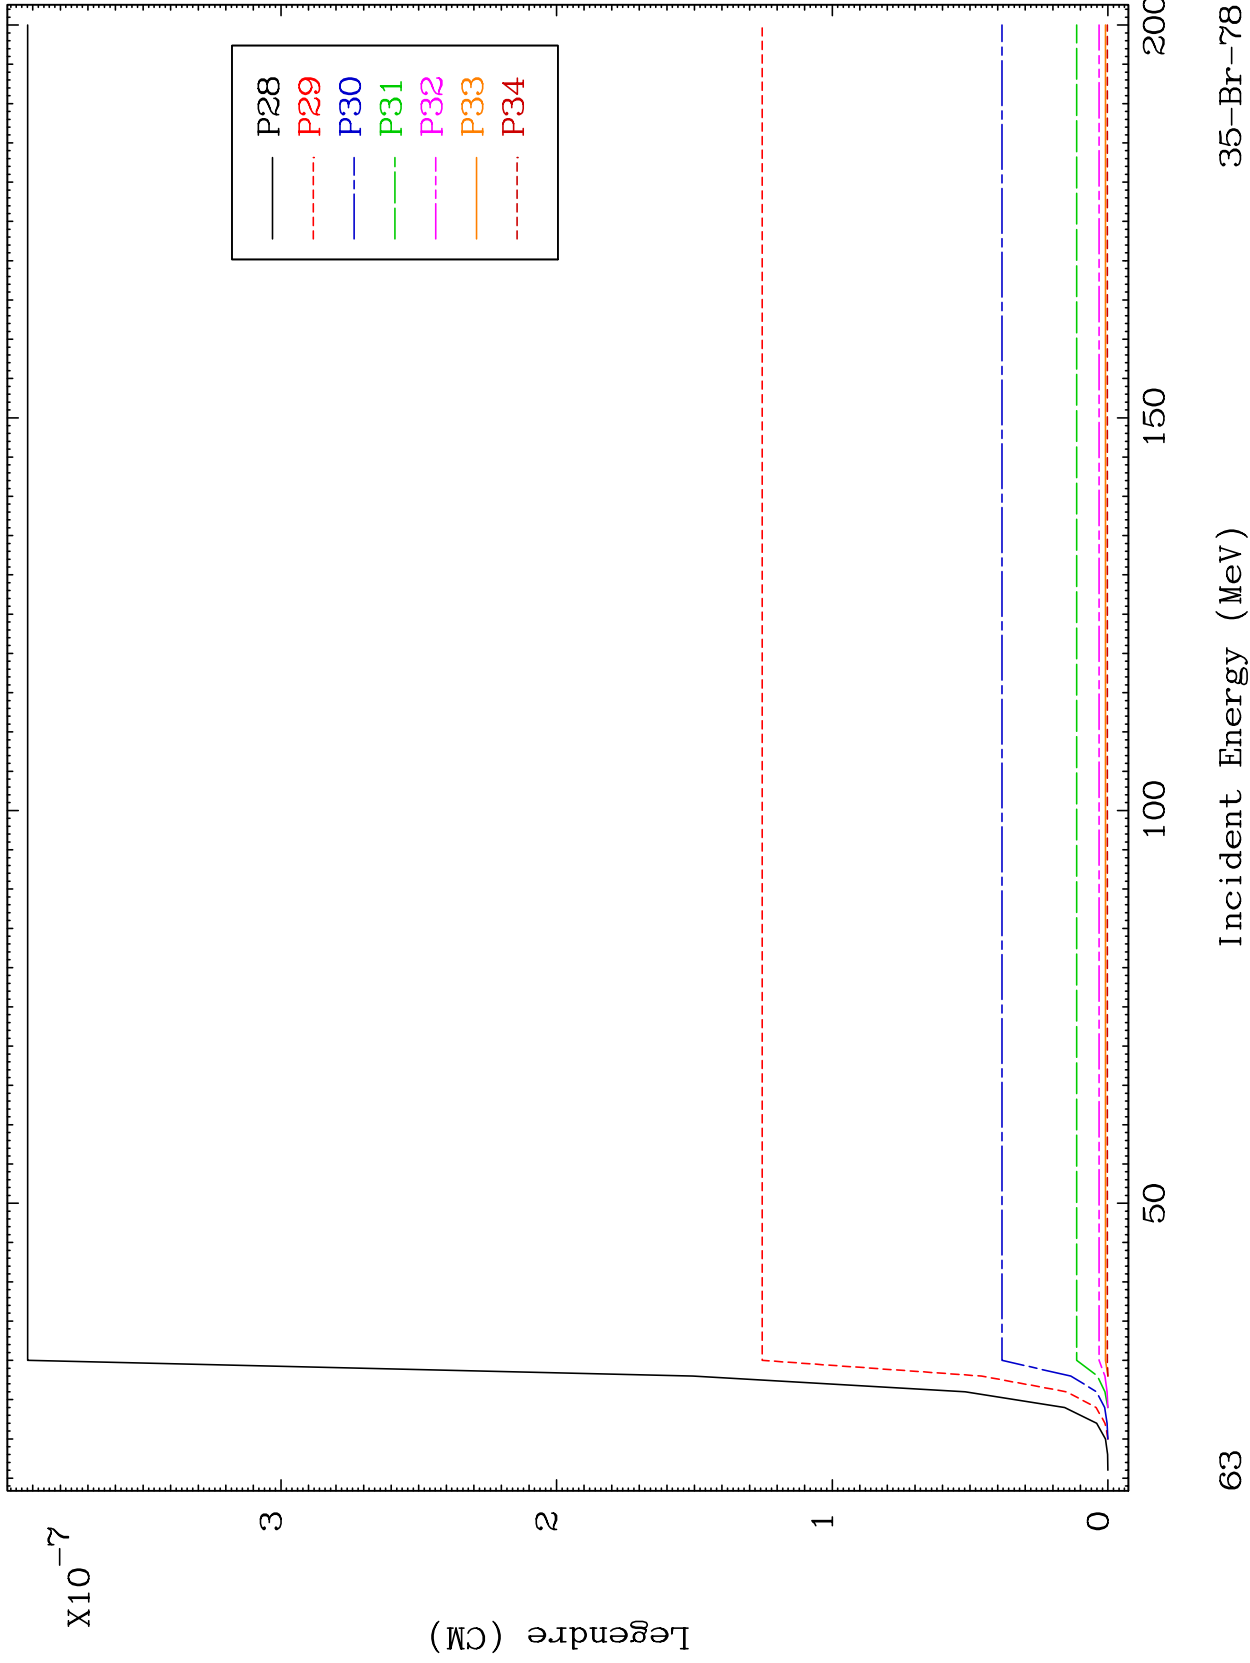 X10-7
3
2
1
0
Legendre (CM)
P28
P29
P30
P31
P32
P33
P34
50
100
150
200
Incident Energy (MeV)
63
35-Br-78